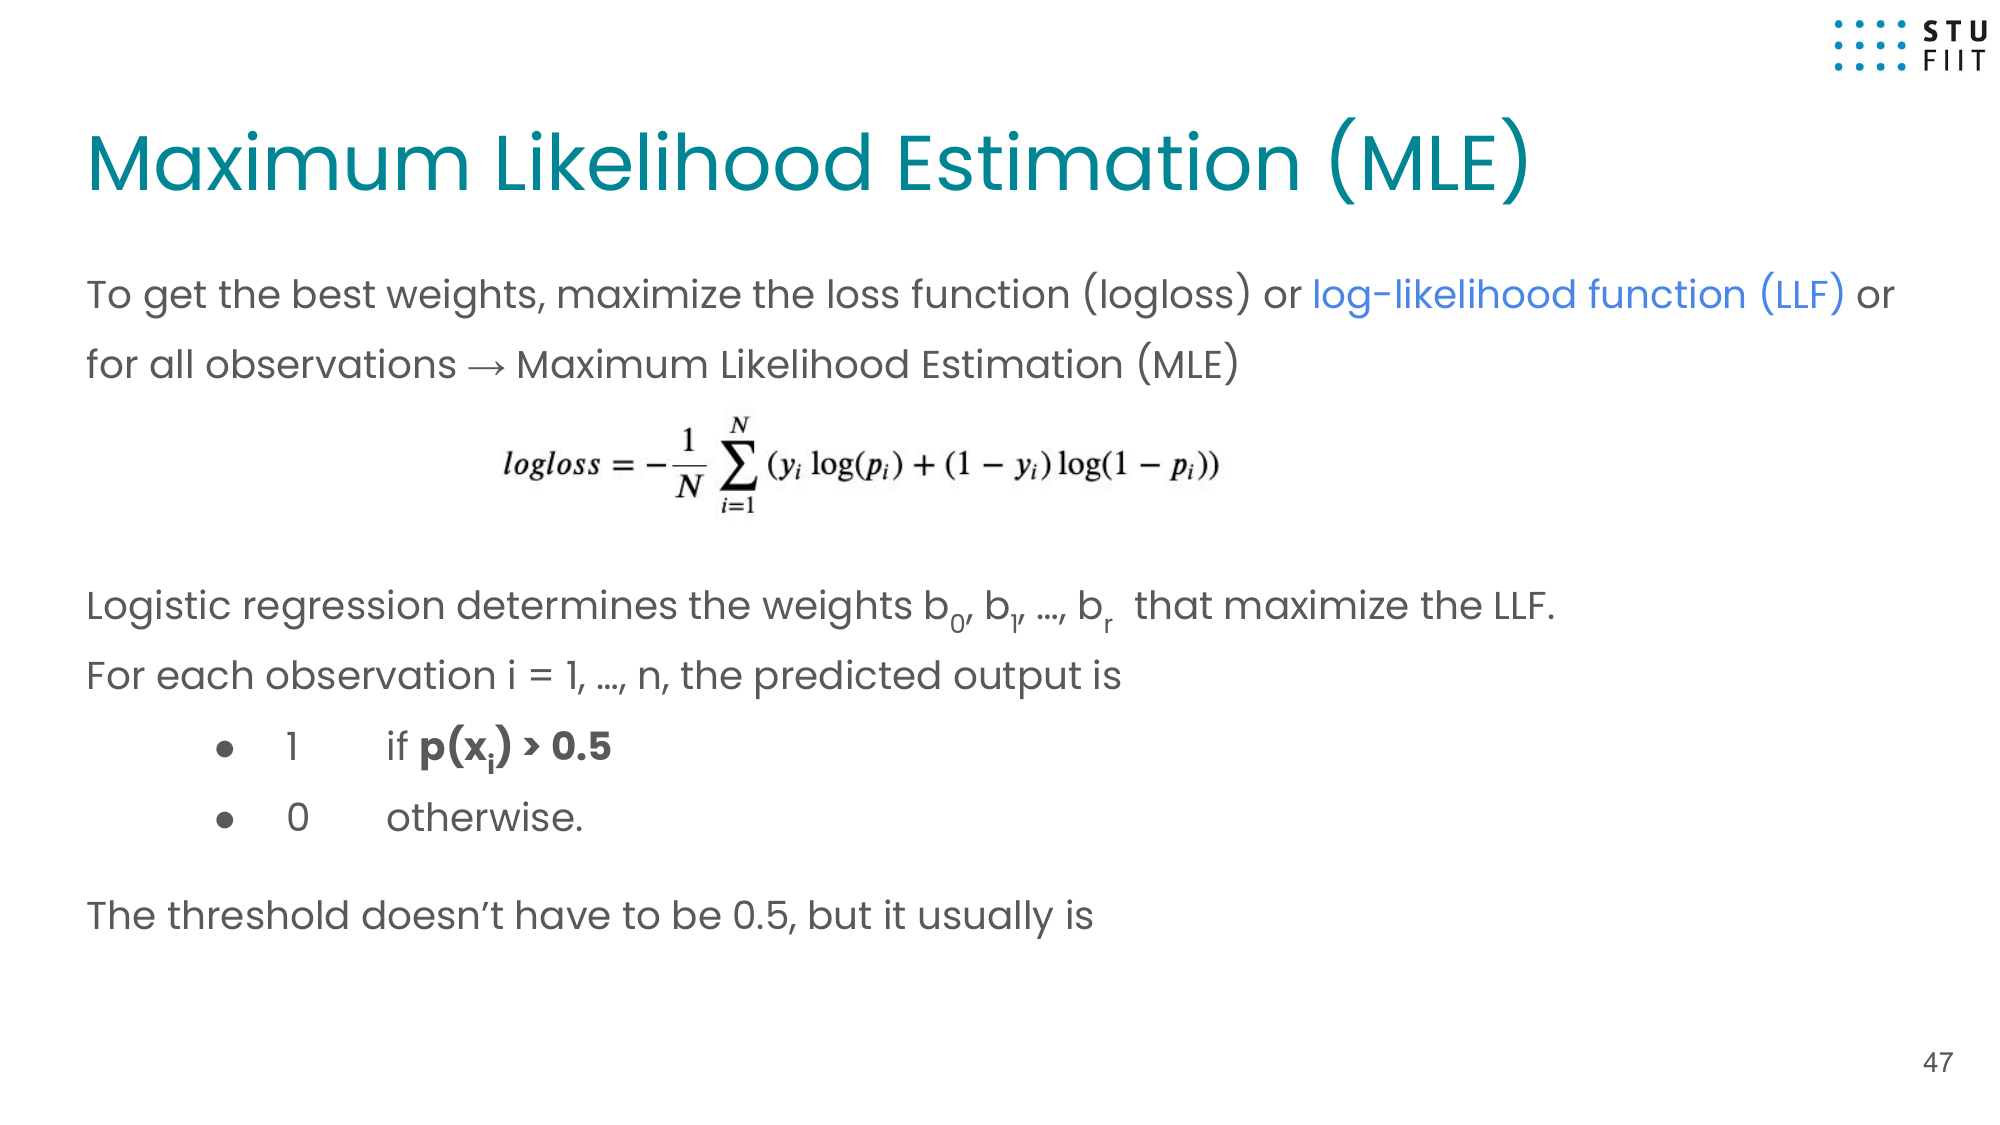 STU
FIIT
Maximum Likelihood Estimation (MLE)
To get the best weights, maximize the loss function (logloss) or log-likelihood function (LLF) or
for all observations → Maximum Likelihood Estimation (MLE)
logloss = -\frac{1}{N} \sum_{i=1}^{N} (y_i log(p_i) + (1 − y_i) log(1 − p_i))
Logistic regression determines the weights b₀, b₁, …, bᵣ that maximize the LLF.
For each observation i = 1, …, n, the predicted output is
● 1 if p(xᵢ) > 0.5
● 0 otherwise.
The threshold doesn’t have to be 0.5, but it usually is
47